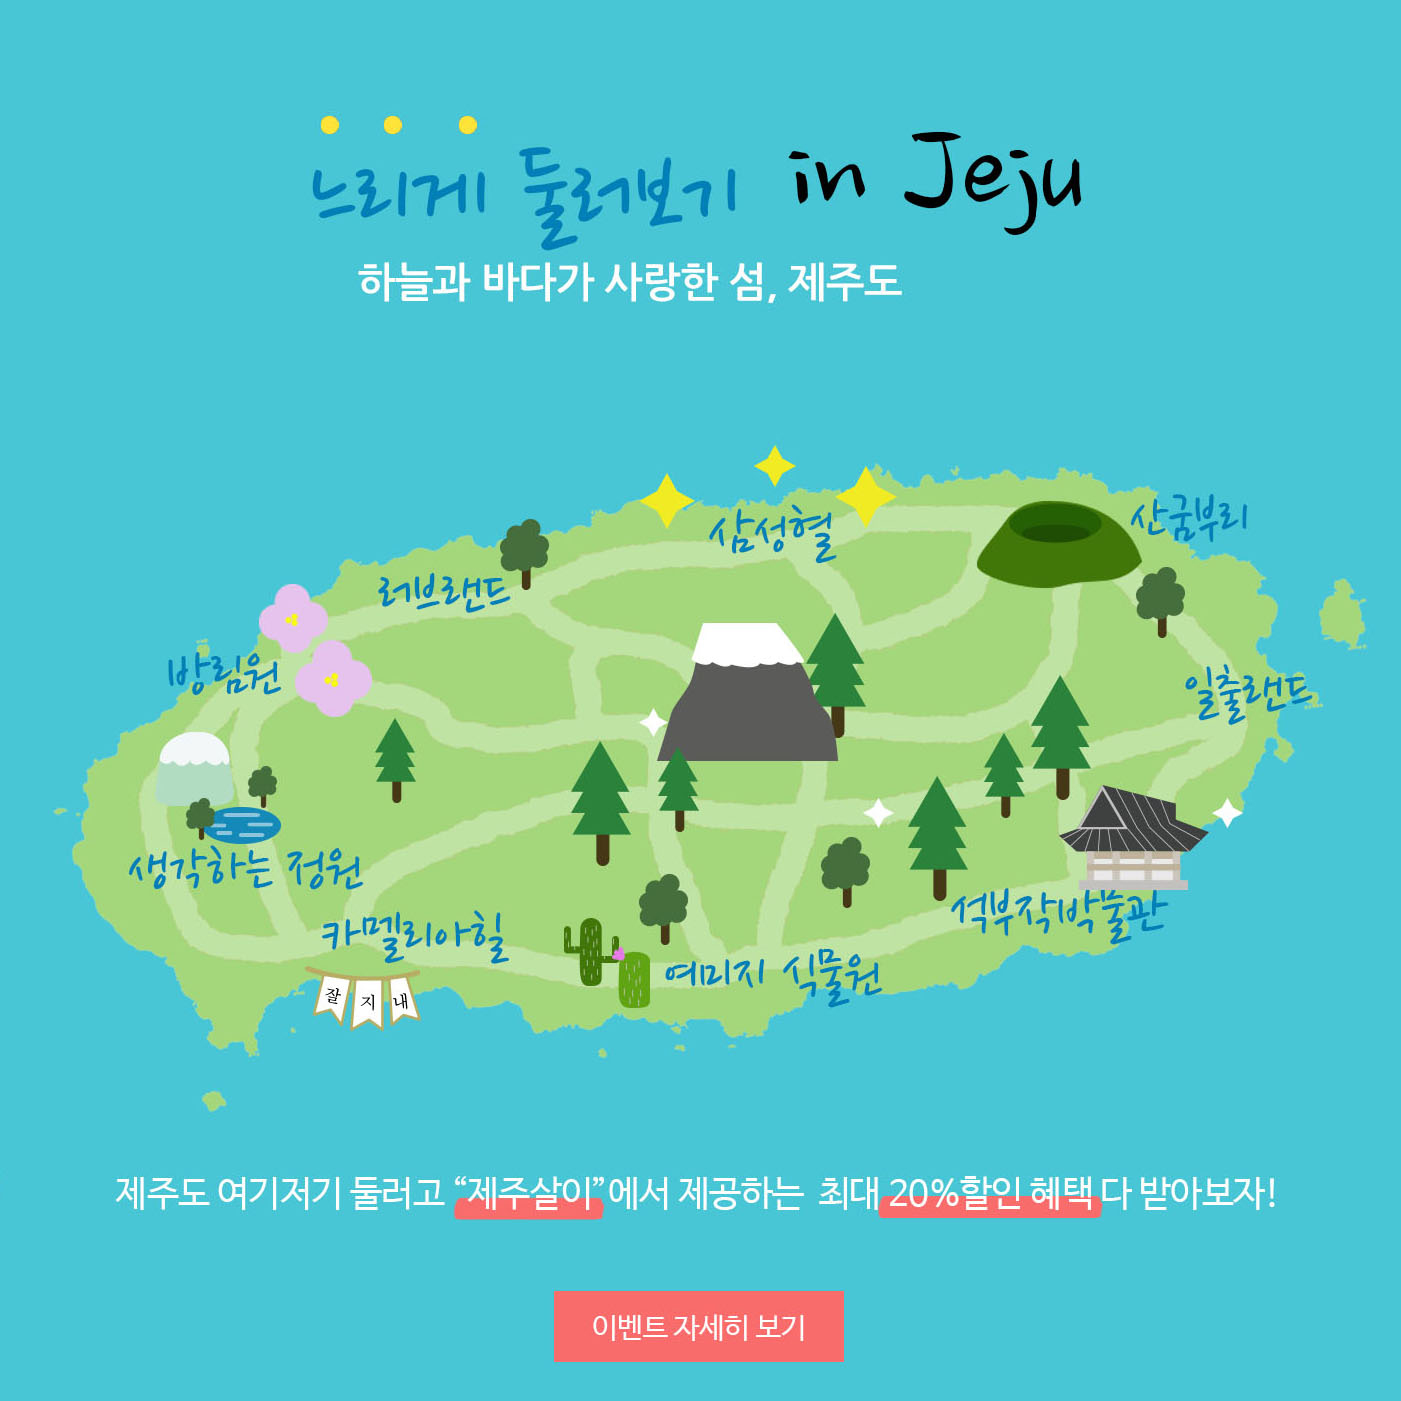 느리게 둘러보기 in Jeju
하늘과 바다가 사랑한 섬, 제주도
삼성혈
산굼부리
러브랜드
방림원
일출랜드
생각하는 정원
석부작박물관
카멜리아힐
예미지 식물원
잘 지 내
제주도 여기저기 둘러고 “제주살이”에서 제공하는 최대 20%할인 혜택 다 받아보자!
이벤트 자세히 보기